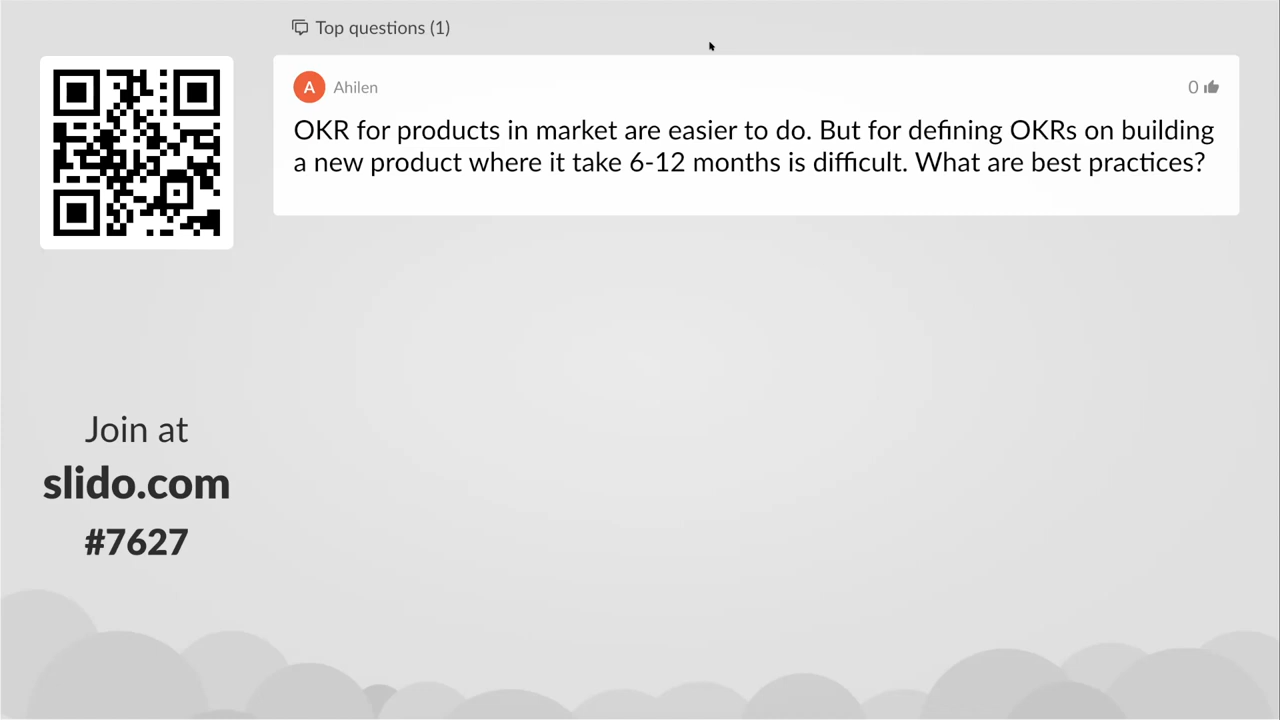 Top questions (1)
A Ahilen 0
OKR for products in market are easier to do. But for defining OKRs on building
a new product where it take 6-12 months is difficult. What are best practices?
Join at
slido.com
#7627